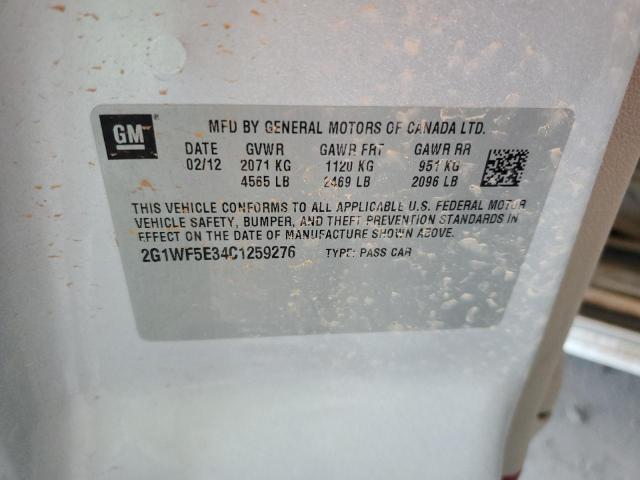 GM
MFD BY GENERAL MOTORS OF CANADA LTD.
DATE GVWR GAWR FRT GAWR RR
02/12 2071 KG 1120 KG 951 KG
4565 LB 2469 LB 2096 LB
THIS VEHICLE CONFORMS TO ALL APPLICABLE U.S. FEDERAL MOTOR
VEHICLE SAFETY, BUMPER, AND THEFT PREVENTION STANDARDS IN
EFFECT ON THE DATE OF MANUFACTURE SHOWN ABOVE.
2G1WF5E34C1259276 TYPE: PASS CAR